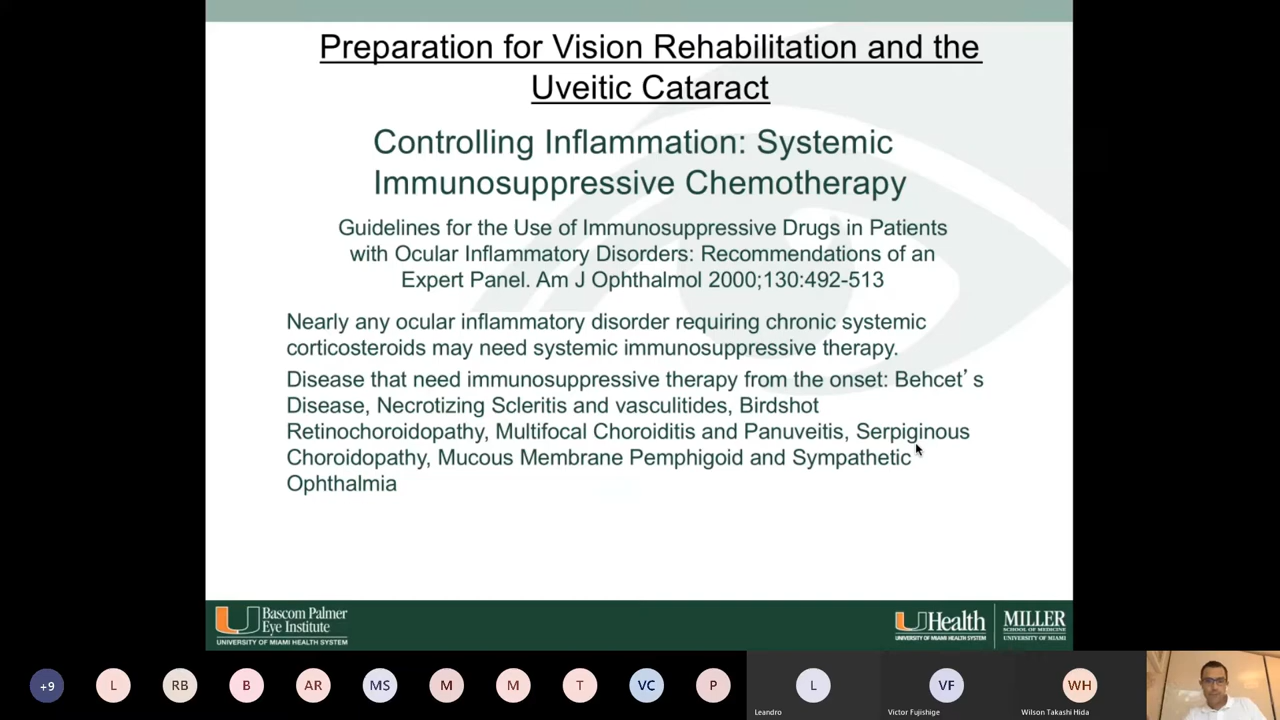 Preparation for Vision Rehabilitation and the
Uveitic Cataract
Controlling Inflammation: Systemic
Immunosuppressive Chemotherapy
Guidelines for the Use of Immunosuppressive Drugs in Patients
with Ocular Inflammatory Disorders: Recommendations of an
Expert Panel. Am J Ophthalmol 2000;130:492-513
Nearly any ocular inflammatory disorder requiring chronic systemic
corticosteroids may need systemic immunosuppressive therapy.
Disease that need immunosuppressive therapy from the onset: Behcet's
Disease, Necrotizing Scleritis and vasculitides, Birdshot
Retinochoroidopathy, Multifocal Choroiditis and Panuveitis, Serpiginous
Choroidopathy, Mucous Membrane Pemphigoid and Sympathetic
Ophthalmia
U Bascom Palmer
Eye Institute
UNIVERSITY OF MIAMI HEALTH SYSTEM
UHealth
UNIVERSITY OF MIAMI HEALTH SYSTEM
MILLER
SCHOOL OF MEDICINE
UNIVERSITY OF MIAMI
+9 L RB B AR MS M M T VC P L VF WH
Leandro Victor Fujishige Wilson Takashi Hida